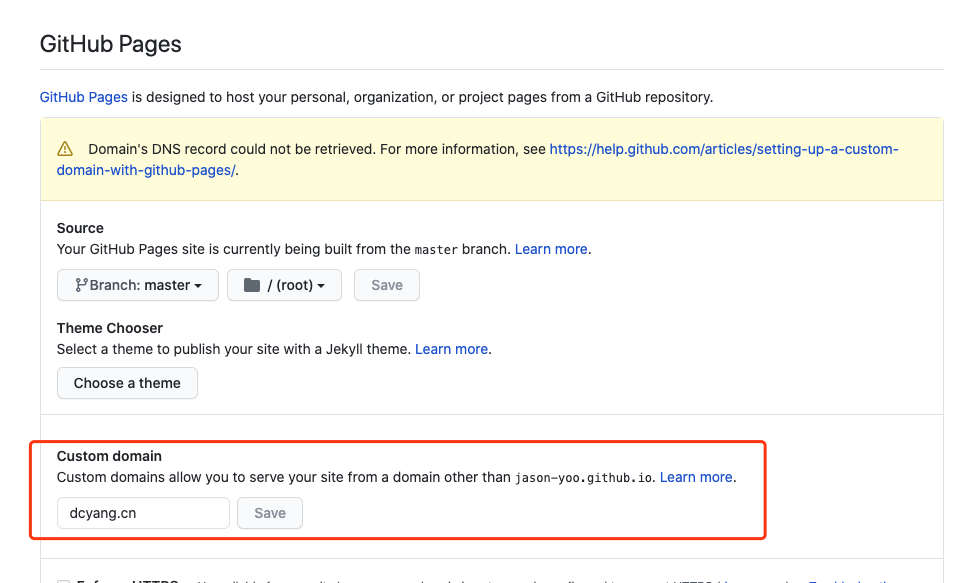 GitHub Pages
GitHub Pages is designed to host your personal, organization, or project pages from a GitHub repository.
Domain's DNS record could not be retrieved. For more information, see https://help.github.com/articles/setting-up-a-custom-
domain-with-github-pages/.
Source
Your GitHub Pages site is currently being built from the master branch. Learn more.
Branch: master / (root) Save
Theme Chooser
Select a theme to publish your site with a Jekyll theme. Learn more.
Choose a theme
Custom domain
Custom domains allow you to serve your site from a domain other than jason-yoo.github.io. Learn more.
dcyang.cn Save